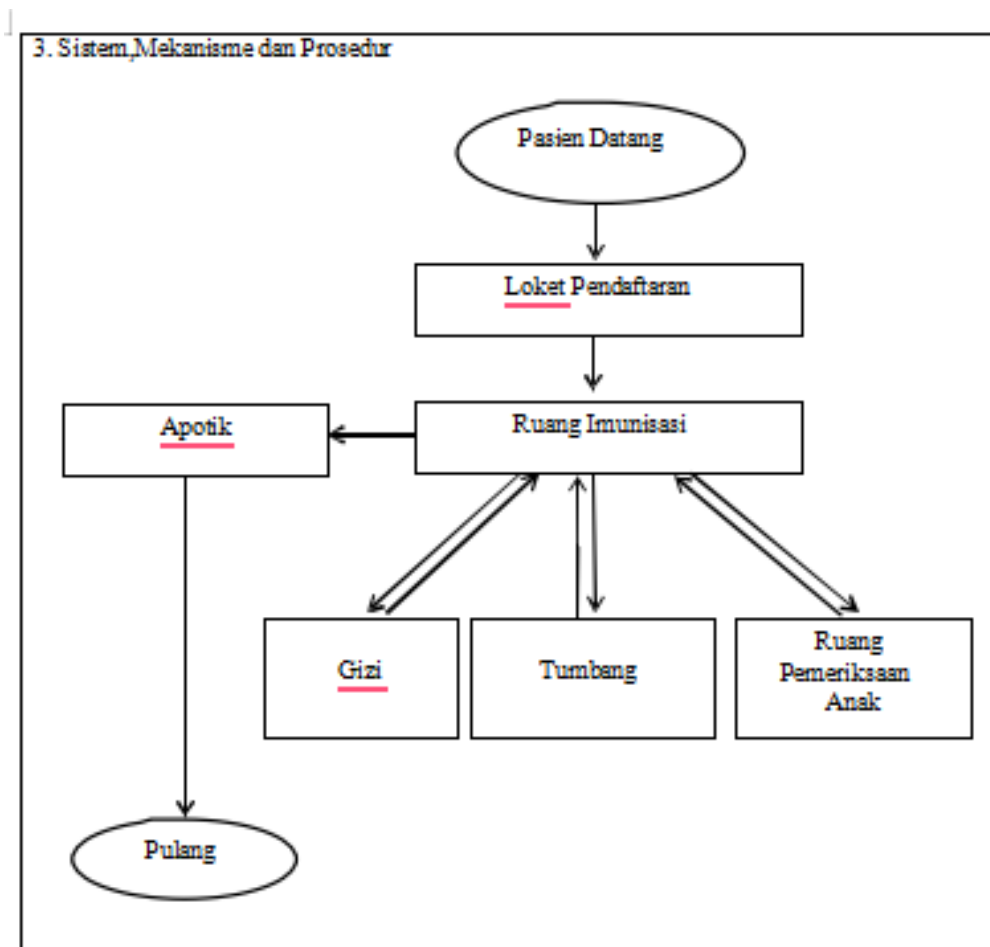 3. Sistem,Mekanisme dan Prosedur
Pasien Datang
Loket Pendaftaran
Apotik
Ruang Imunisasi
Gizi
Tumbang
Ruang
Pemeriksaan
Anak
Pulang